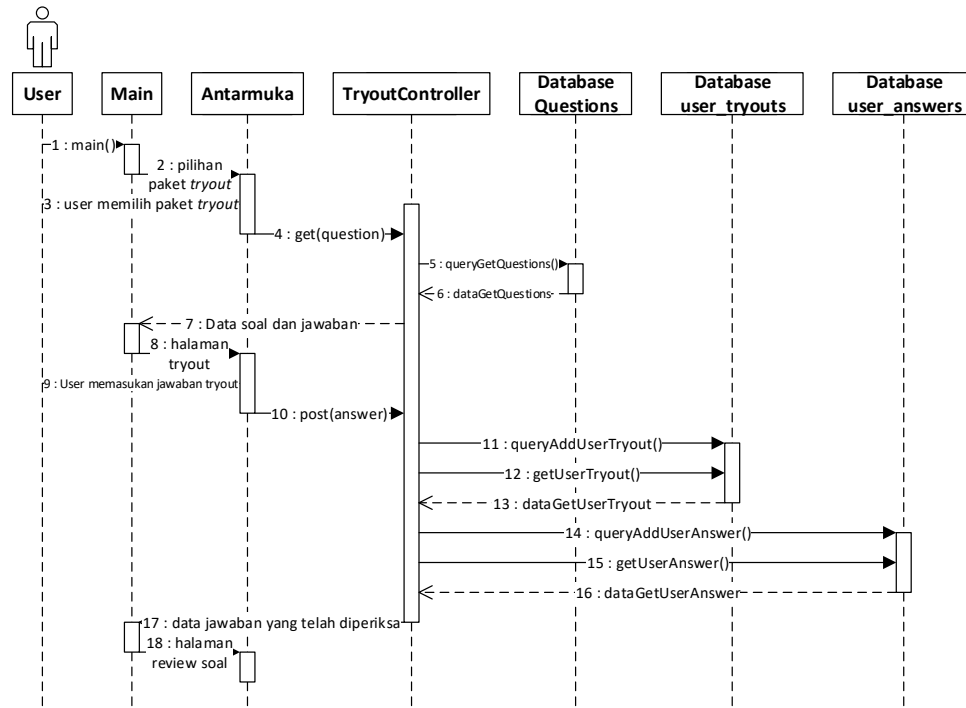 User
Main
Antarmuka
TryoutController
Database
Questions
Database
user_tryouts
Database
user_answers
1 : main()
2 : pilihan
paket tryout
3 : user memilih paket tryout
4 : get(question)
5 : queryGetQuestions()
6 : dataGetQuestions
7 : Data soal dan jawaban
8 : halaman
tryout
9 : User memasukan jawaban tryout
10 : post(answer)
11 : queryAddUserTryout()
12 : getUserTryout()
13 : dataGetUserTryout
14 : queryAddUserAnswer()
15 : getUserAnswer()
16 : dataGetUserAnswer
17 : data jawaban yang telah diperiksa
18 : halaman
review soal